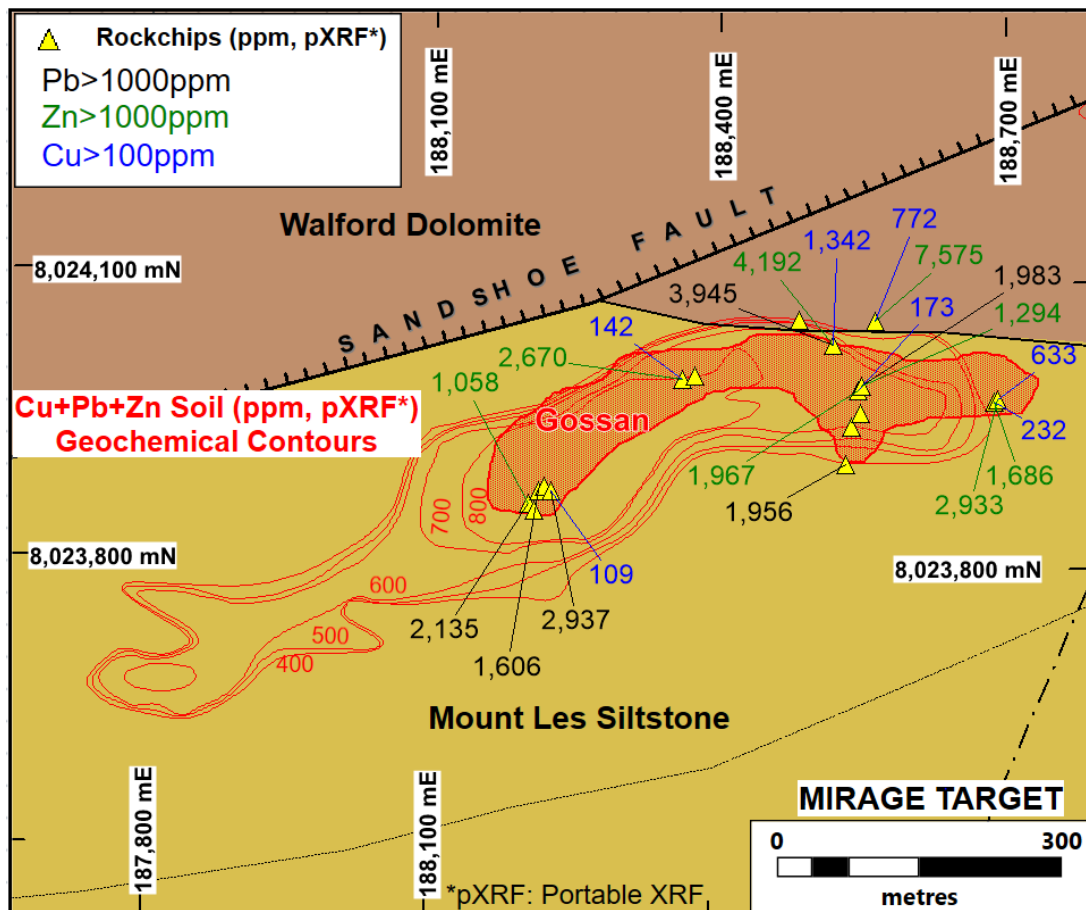 Rockchips (ppm, pXRF*)
Pb>1000ppm
Zn>1000ppm
Cu>100ppm
188,100 mE
188,400 mE
188,700 mE
Walford Dolomite
SANDSHOE FAULT
8,024,100 mN
772
1,342
4,192
7,575
3,945
1,983
173
1,294
142
2,670
633
1,058
Cu+Pb+Zn Soil (ppm, pXRF*)
Geochemical Contours
Gossan
232
1,967
1,686
700
800
1,956
2,933
8,023,800 mN
8,023,800 mN
109
600
2,135
2,937
500
400
1,606
Mount Les Siltstone
187,800 mE
188,100 mE
MIRAGE TARGET
0 300
metres
*pXRF: Portable XRF